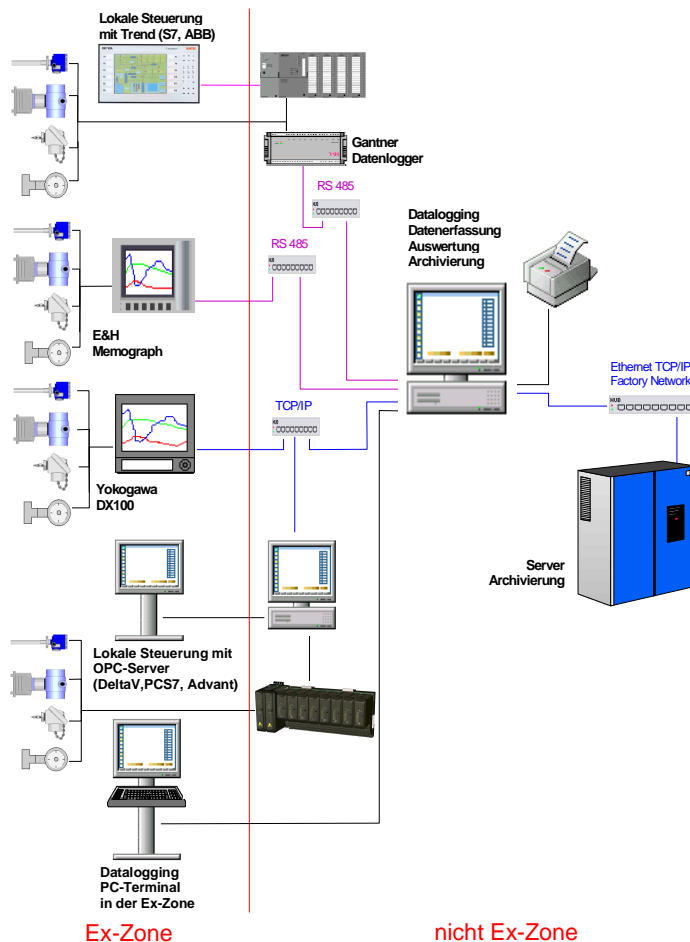 Lokale Steuerung
mit Trend (S7, ABB)
Gantner
Datenlogger
RS 485
RS 485
Datalogging
Datenerfassung
Auswertung
Archivierung
E&H
Memograph
Ethernet TCP/IP
Factory Network
HUB
TCP/IP
Yokogawa
DX100
Server
Archivierung
Lokale Steuerung mit
OPC-Server
(DeltaV,PCS7, Advant)
Datalogging
PC-Terminal
in der Ex-Zone
Ex-Zone
nicht Ex-Zone